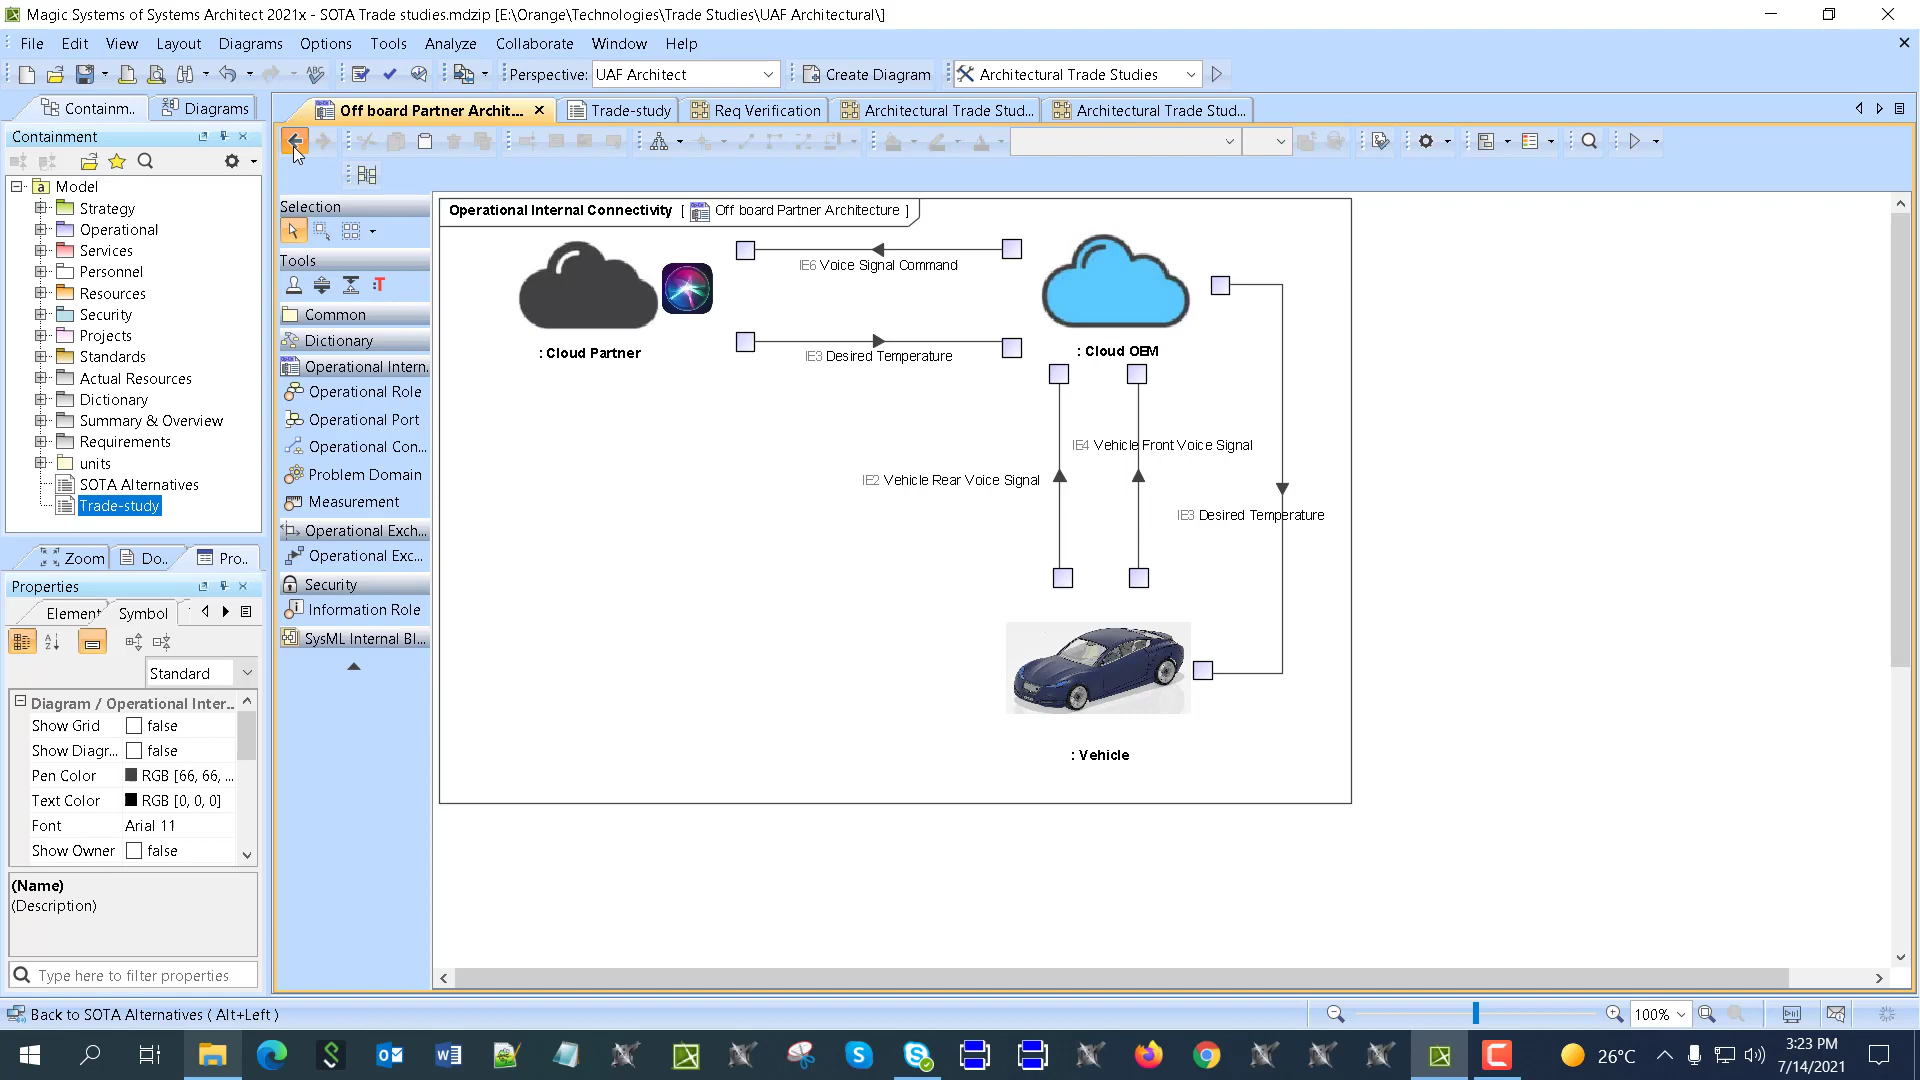 Magic Systems of Systems Architect 2021x - SOTA Trade studies.mdzip [E:\Orange\Technologies\Trade Studies\UAF Architectural\]
File Edit View Layout Diagrams Options Tools Analyze Collaborate Window Help
Perspective: UAF Architect Create Diagram Architectural Trade Studies
Containm.. Diagrams
Off board Partner Archit... Trade-study Req Verification Architectural Trade Stud... Architectural Trade Stud...
Containment
Model
Strategy
Operational
Services
Personnel
Resources
Security
Projects
Standards
Actual Resources
Dictionary
Summary & Overview
Requirements
units
SOTA Alternatives
Trade-study
Zoom Do.. Pro..
Properties
Element Symbol
Standard
Diagram / Operational Inter..
Show Grid false
Show Diagr... false
Pen Color RGB [66, 66, ...
Text Color RGB [0, 0, 0]
Font Arial 11
Show Owner false
(Name)
(Description)
Type here to filter properties
Selection
Tools
Common
Dictionary
Operational Intern.
Operational Role
Operational Port
Operational Con...
Problem Domain
Measurement
Operational Exch...
Operational Exc...
Security
Information Role
SysML Internal Bl...
Operational Internal Connectivity [ Off board Partner Architecture ]
IE6 Voice Signal Command
IE3 Desired Temperature
: Cloud Partner
: Cloud OEM
IE4 Vehicle Front Voice Signal
IE2 Vehicle Rear Voice Signal
IE3 Desired Temperature
: Vehicle
Back to SOTA Alternatives ( Alt+Left )
100%
26°C
3:23 PM
7/14/2021